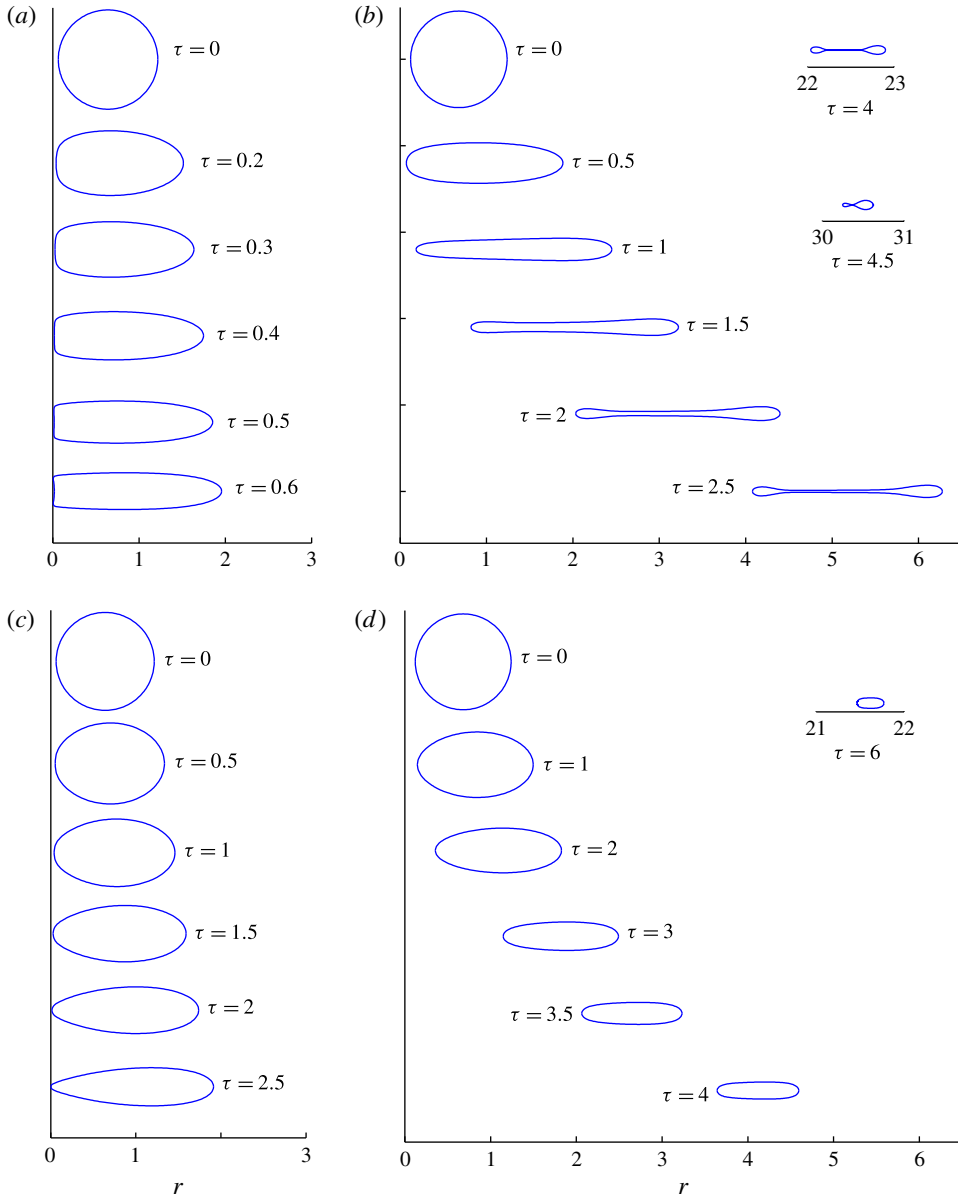 (a)
τ = 0
τ = 0.2
τ = 0.3
τ = 0.4
τ = 0.5
τ = 0.6
0 1 2 3
(b)
τ = 0
τ = 0.5
τ = 1
τ = 1.5
τ = 2
τ = 2.5
22 23
τ = 4
30 31
τ = 4.5
0 1 2 3 4 5 6
(c)
τ = 0
τ = 0.5
τ = 1
τ = 1.5
τ = 2
τ = 2.5
0 1 3
r
(d)
τ = 0
τ = 1
τ = 2
τ = 3
τ = 3.5
τ = 4
21 22
τ = 6
0 1 2 3 4 5 6
r